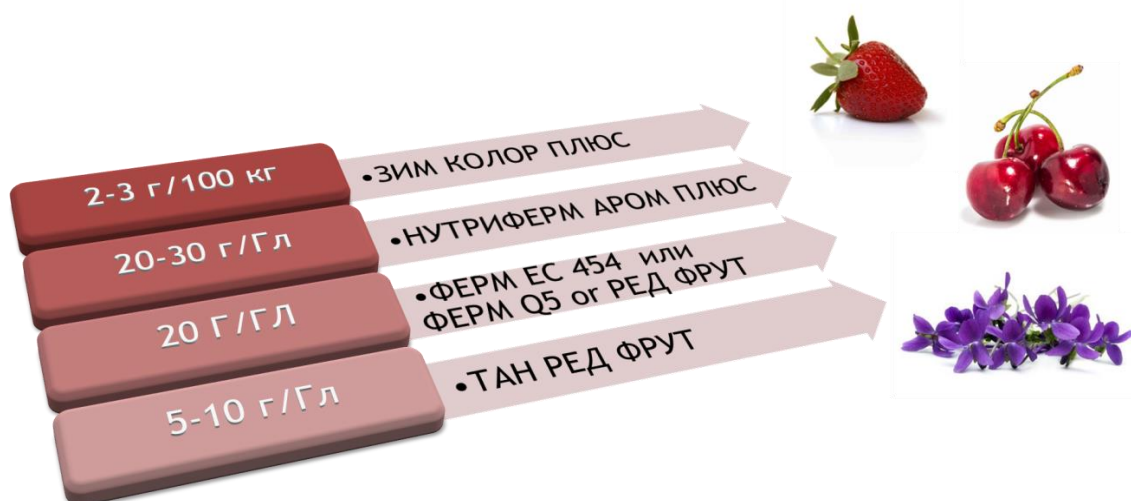 2-3 г/100 кг
•ЗИМ КОЛОР ПЛЮС
20-30 г/Гл
•НУТРИФЕРМ АРОМ ПЛЮС
20 Г/ГЛ
•ФЕРМ ЕС 454 или
ФЕРМ Q5 or РЕД ФРУТ
5-10 г/Гл
•ТАН РЕД ФРУТ